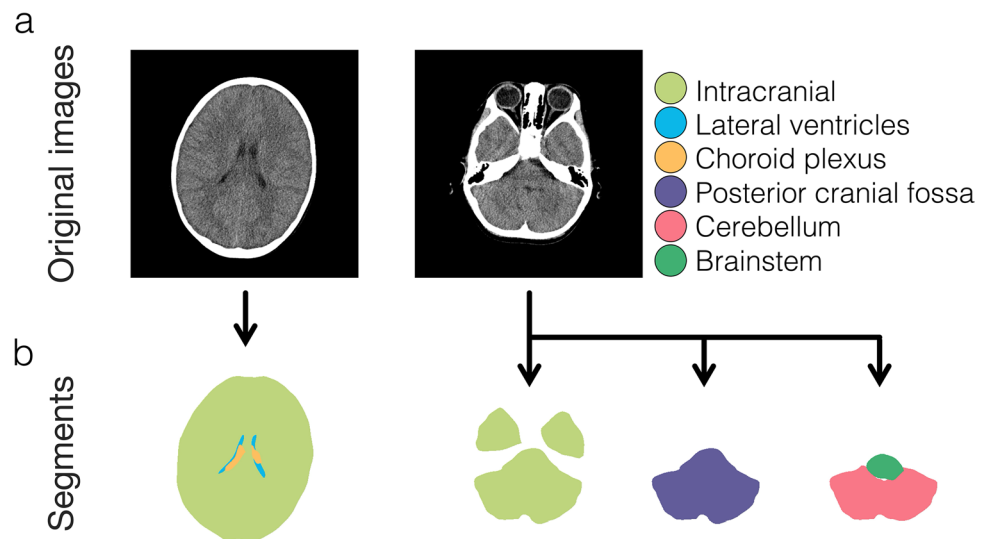 a
Original images
Intracranial
Lateral ventricles
Choroid plexus
Posterior cranial fossa
Cerebellum
Brainstem
b
Segments